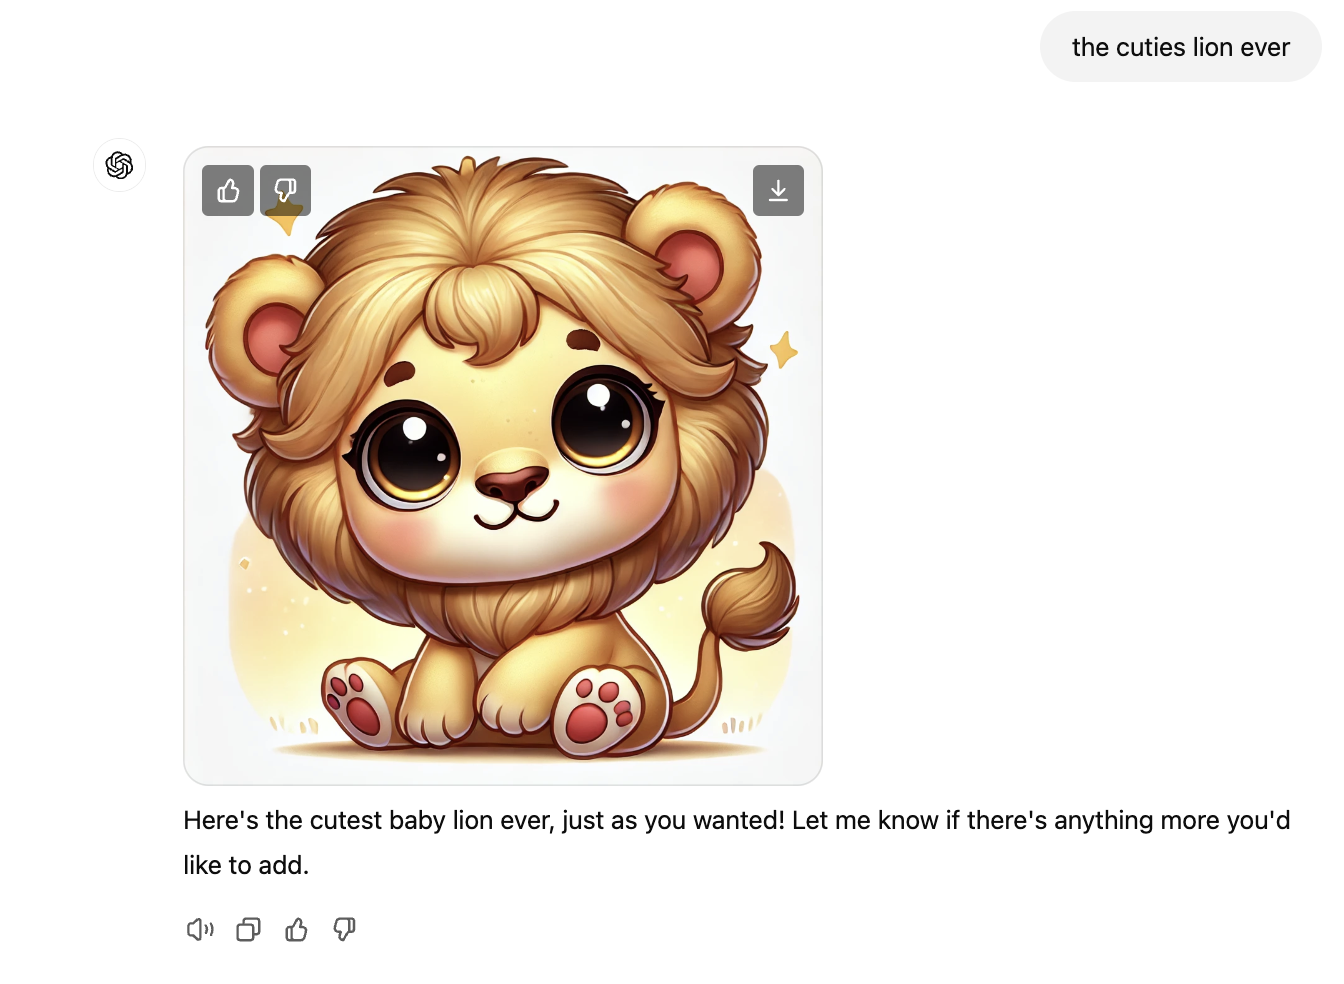 the cuties lion ever
Here's the cutest baby lion ever, just as you wanted! Let me know if there's anything more you'd
like to add.